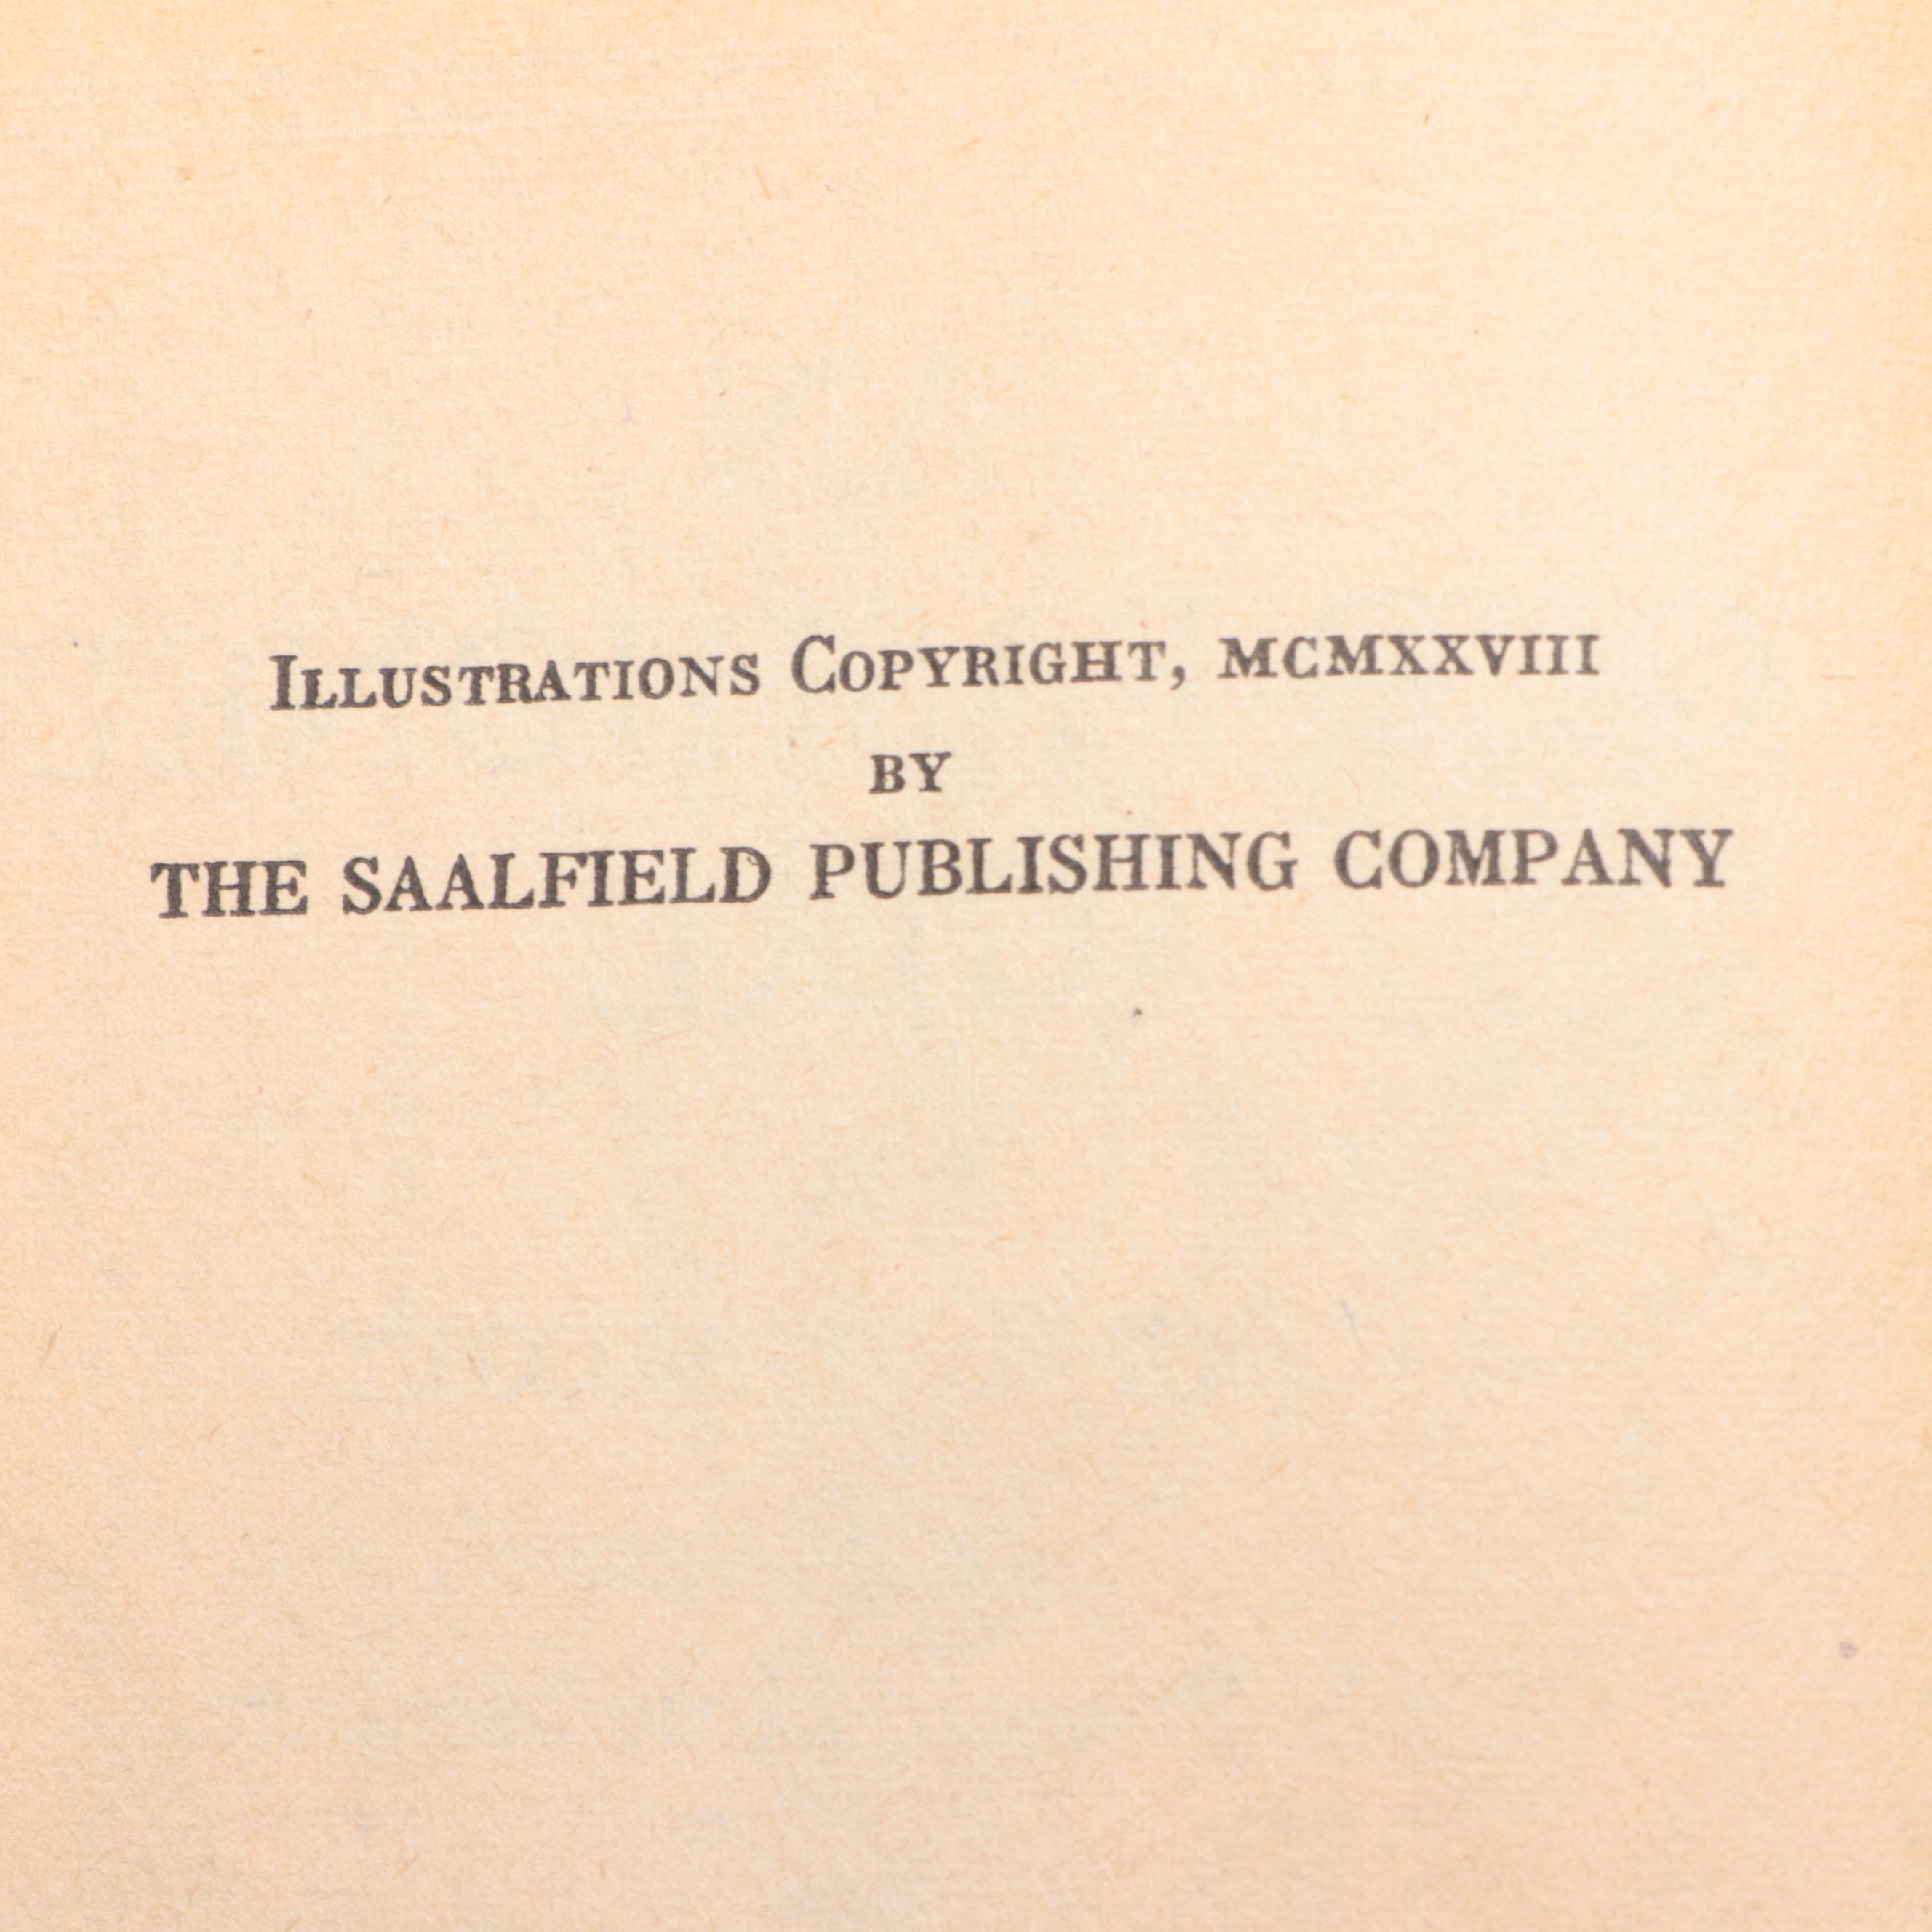 Illustrations Copyright, MCMXXVIII
BY
THE SAALFIELD PUBLISHING COMPANY